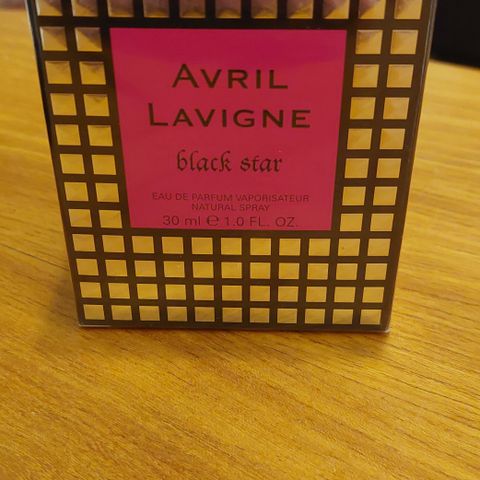 AVRIL
LAVIGNE
black star
EAU DE PARFUM VAPORISATEUR
NATURAL SPRAY
30 ml ℮ 1.0 FL. OZ.